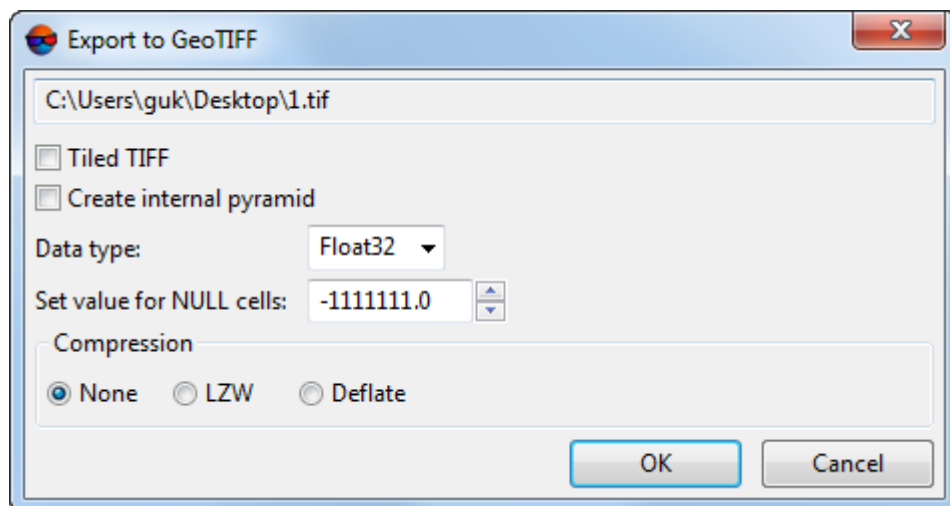 Export to GeoTIFF
C:\Users\guk\Desktop\1.tif
Tiled TIFF
Create internal pyramid
Data type: Float32
Set value for NULL cells: -1111111.0
Compression
None LZW Deflate
OK Cancel